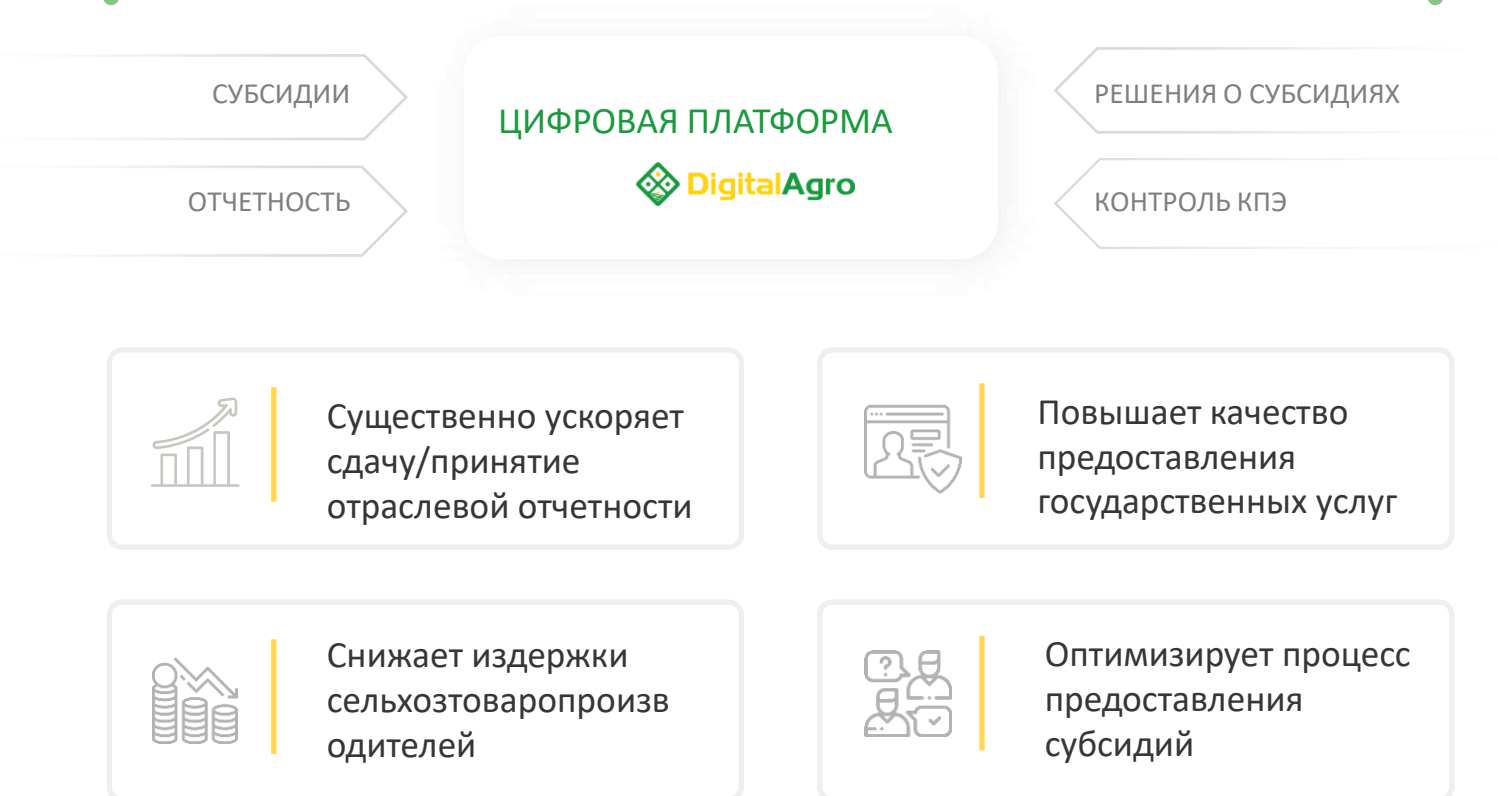 СУБСИДИИ
ОТЧЕТНОСТЬ
ЦИФРОВАЯ ПЛАТФОРМА
DigitalAgro
РЕШЕНИЯ О СУБСИДИЯХ
КОНТРОЛЬ КПЭ
Существенно ускоряет
сдачу/принятие
отраслевой отчетности
Повышает качество
предоставления
государственных услуг
Снижает издержки
сельхозтоваропроизв
одителей
?
Оптимизирует процесс
предоставления
субсидий